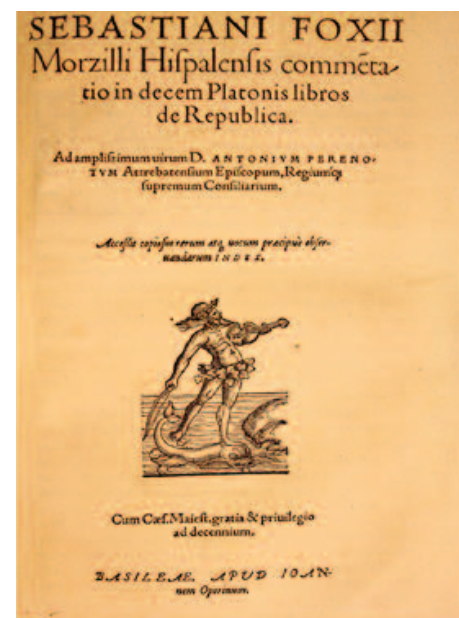 SEBASTIANI FOXII
Morzilli Hiſpalenſis commēta-
tio in decem Platonis libros
de Republica.
Ad ampliſsimum uirum D. ANTONIVM PERENO-
TVM Attrebatenſium Epiſcopum, Regiumq́;
ſupremum Conſiliarium.
Acceſsit copioſus rerum atq; uocum præcipuè obſer-
uandarum INDEX.
Cum Cæſ. Maieſt. gratia & priuilegio
ad decennium.
BASILEAE, APVD IOAN-
nem Oporinum.